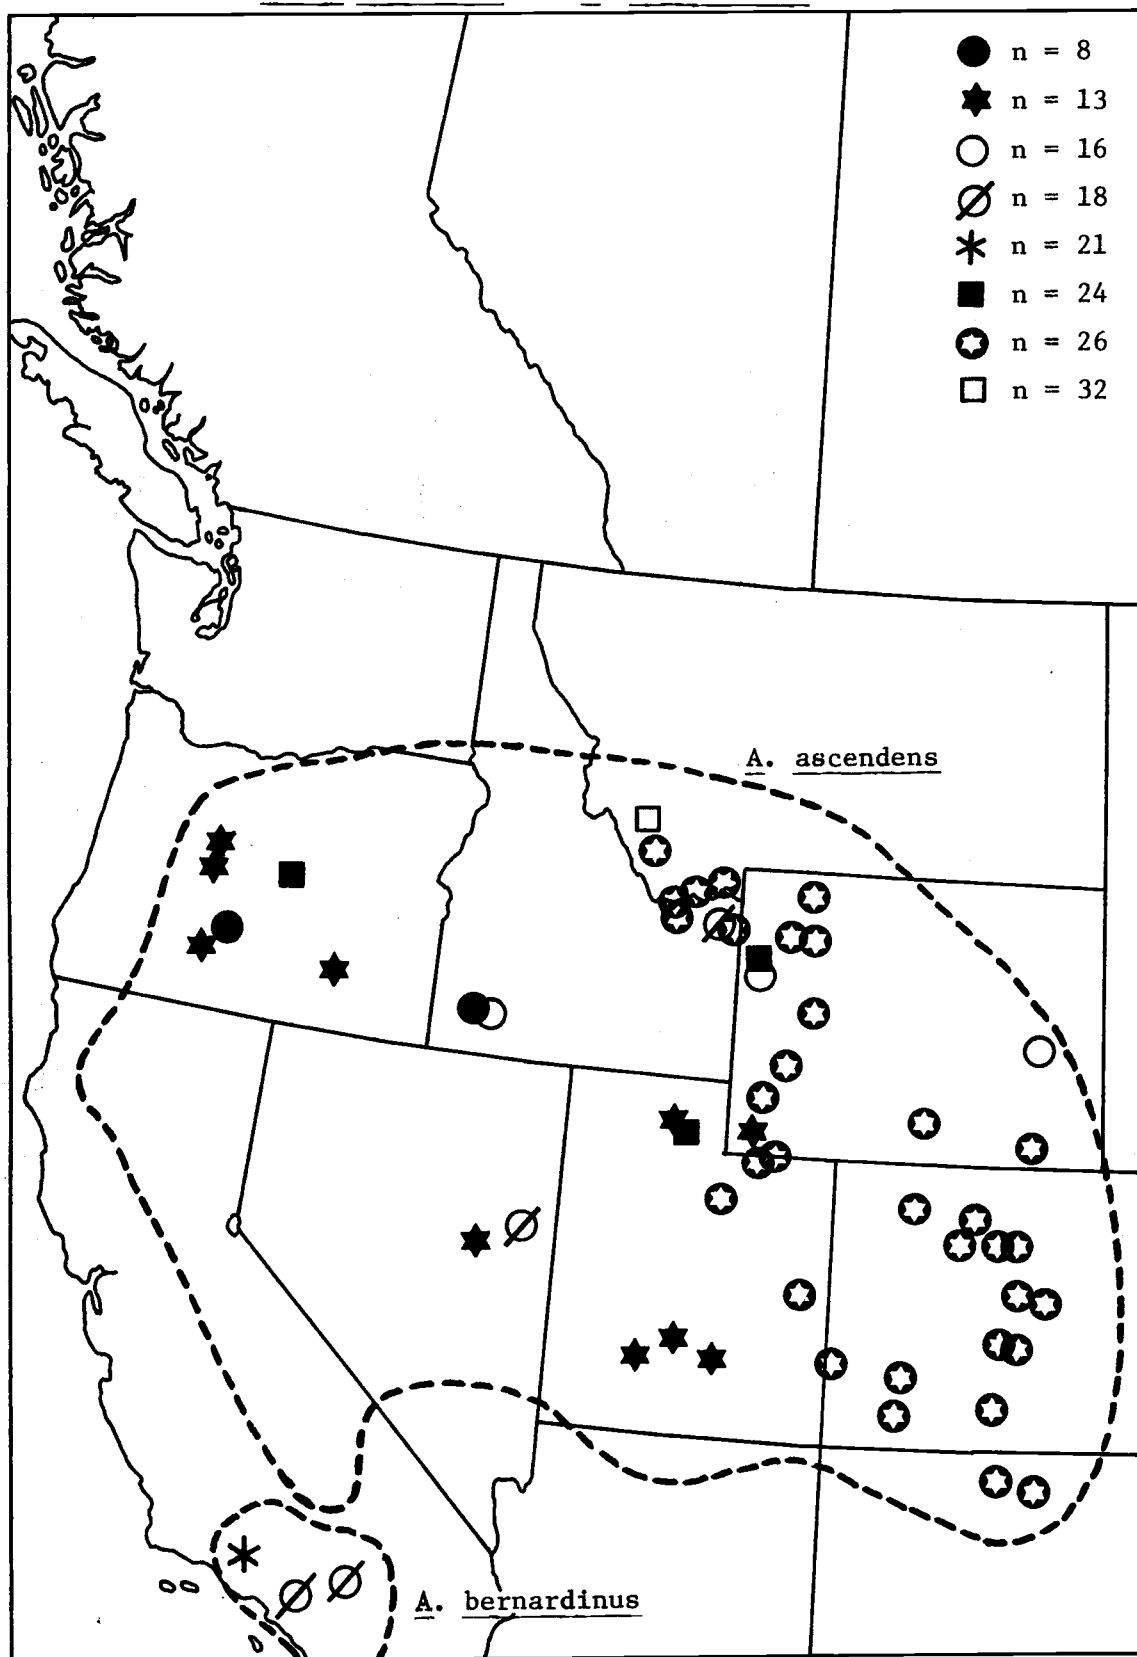 n = 8
n = 13
n = 16
n = 18
n = 21
n = 24
n = 26
n = 32
A. ascendens
A. bernardinus